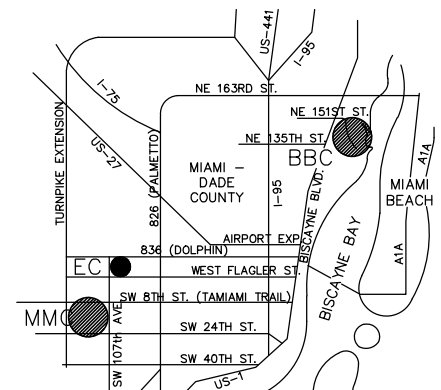 US-441
I-95
I-75
NE 163RD ST.
NE 151ST ST.
NE 135TH ST.
BBC
US-27
TURNPIKE EXTENSION
826 (PALMETTO)
MIAMI –
DADE
COUNTY
I-95
BISCAYNE BLVD.
A1A
MIAMI
BEACH
AIRPORT EXP.
836 (DOLPHIN)
EC
WEST FLAGLER ST.
BISCAYNE BAY
A1A
SW 8TH ST. (TAMIAMI TRAIL)
MMC
SW 24TH ST.
SW 107th AVE.
SW 40TH ST.
US-1